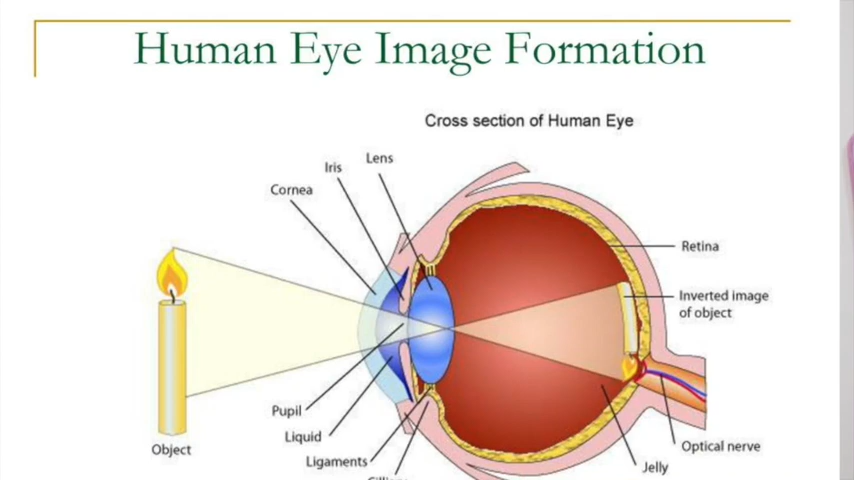 Human Eye Image Formation
Cross section of Human Eye
Lens
Iris
Cornea
Retina
Inverted image
of object
Pupil
Liquid
Object
Ligaments
Optical nerve
Jelly